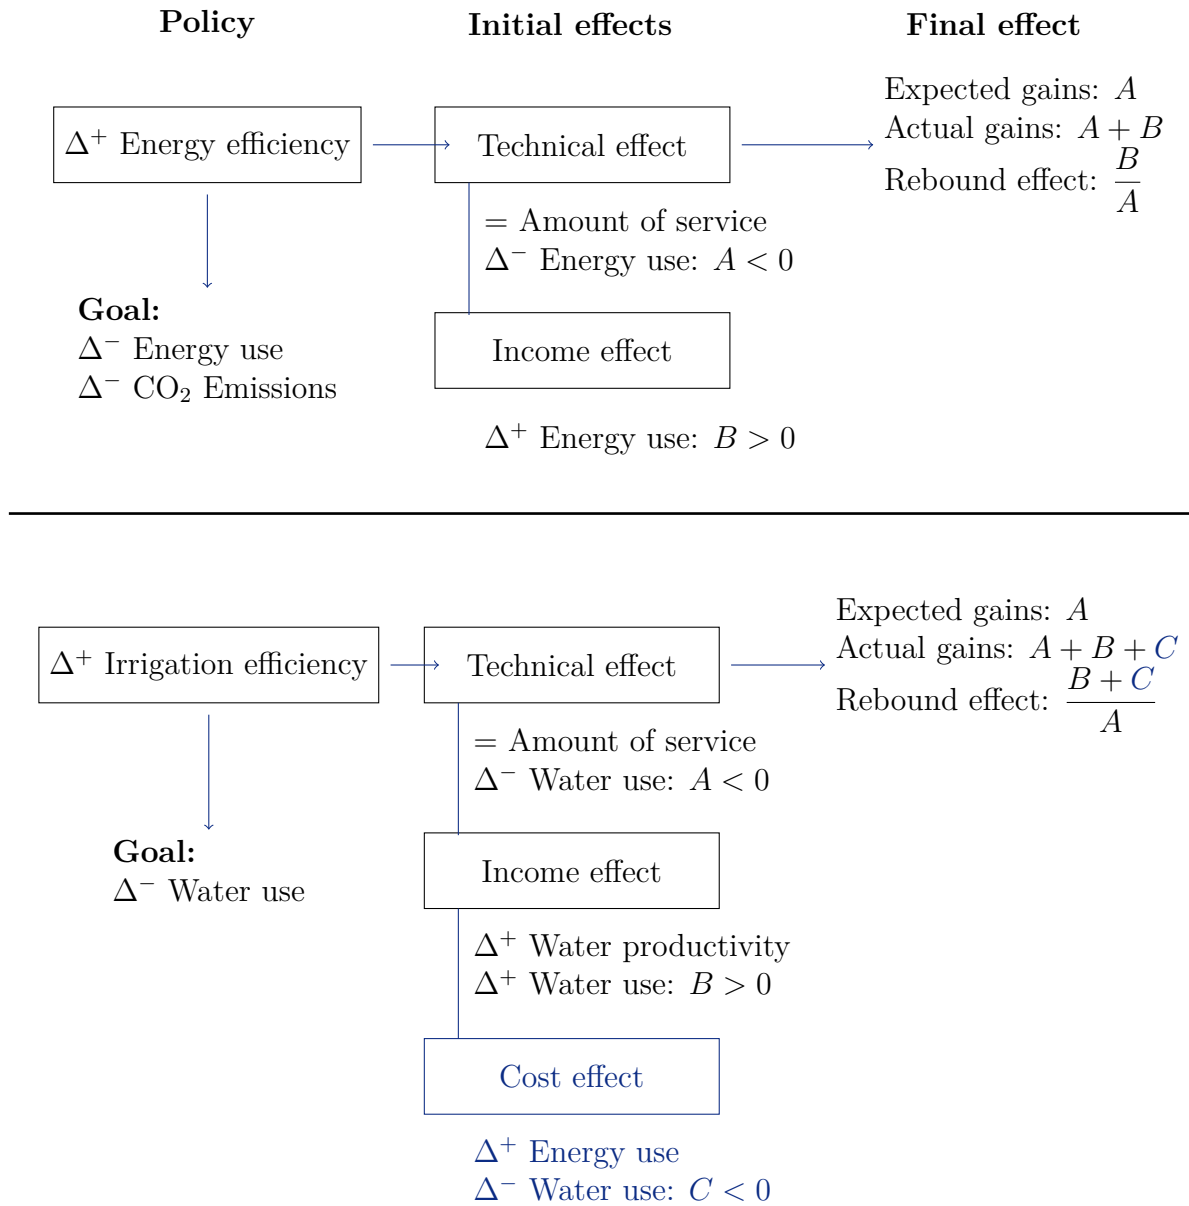 Policy Initial effects Final effect
Δ⁺ Energy efficiency
Goal:
Δ⁻ Energy use
Δ⁻ CO₂ Emissions
Technical effect
= Amount of service
Δ⁻ Energy use: A < 0
Income effect
Δ⁺ Energy use: B > 0
Expected gains: A
Actual gains: A + B
Rebound effect: B/A
Δ⁺ Irrigation efficiency
Goal:
Δ⁻ Water use
Technical effect
= Amount of service
Δ⁻ Water use: A < 0
Income effect
Δ⁺ Water productivity
Δ⁺ Water use: B > 0
Cost effect
Δ⁺ Energy use
Δ⁻ Water use: C < 0
Expected gains: A
Actual gains: A + B + C
Rebound effect: (B + C)/A